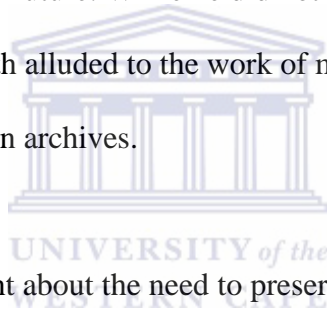 h alluded to the work of m
n archives.
UNIVERSITY of the
nt about the need to preser
WESTERN CAPE